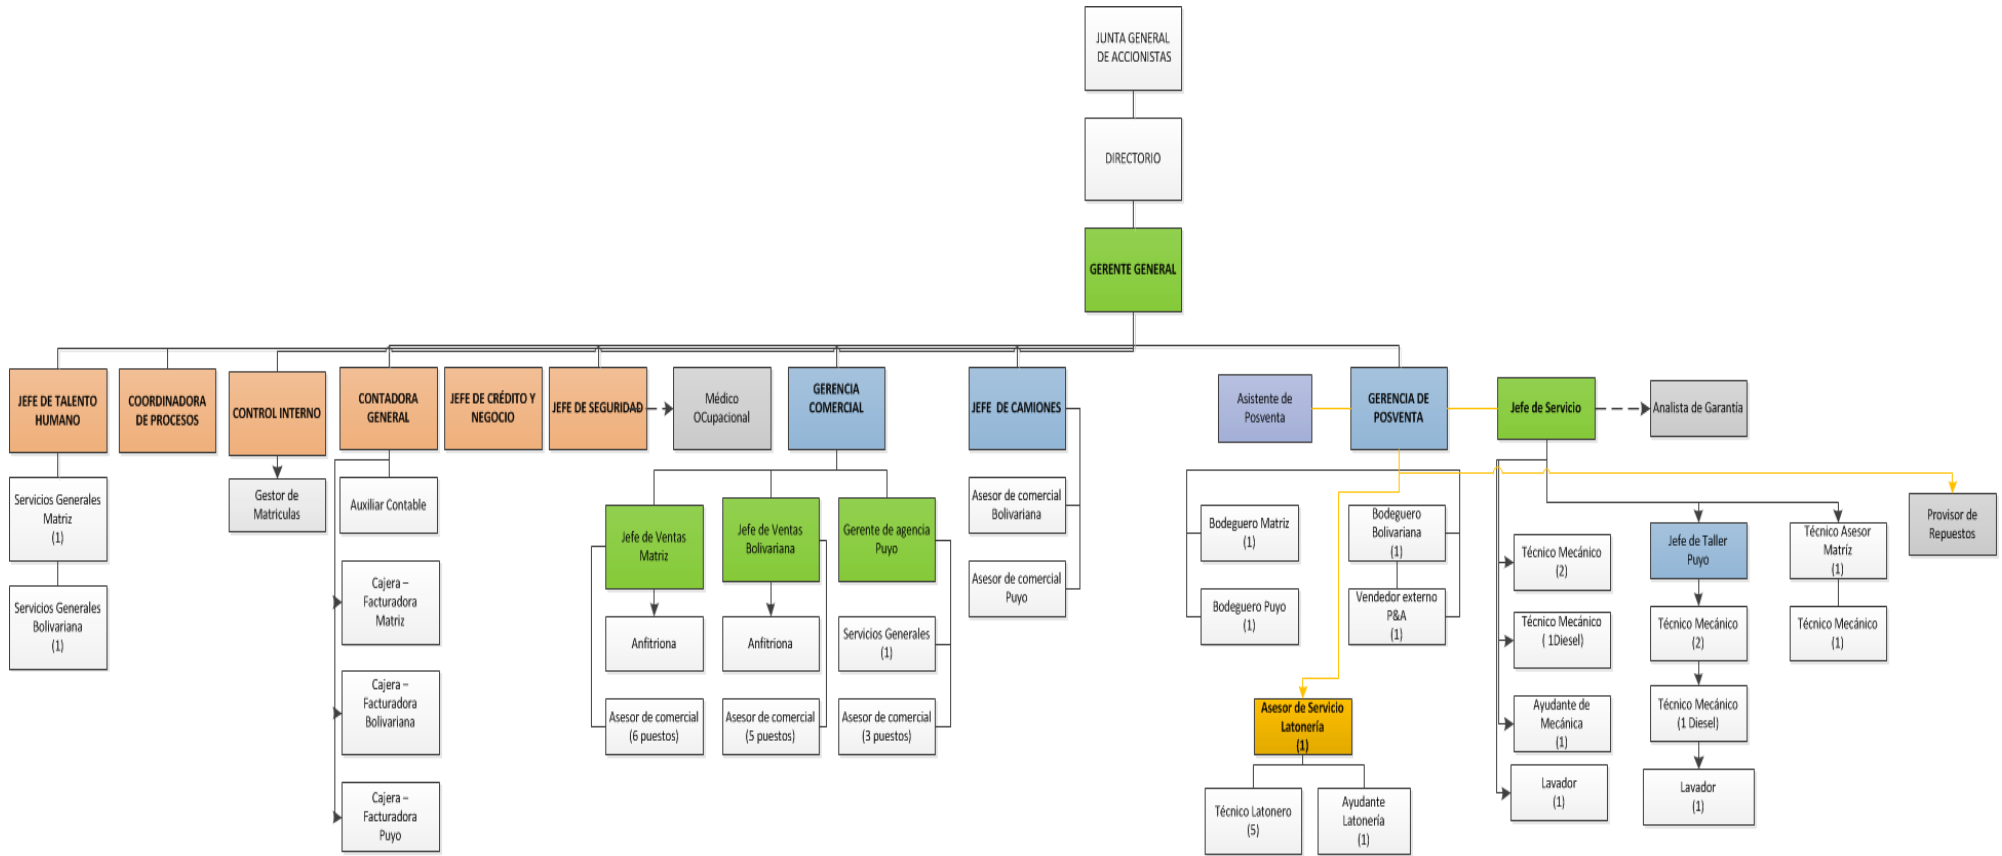 JUNTA GENERAL
DE ACCIONISTAS
DIRECTORIO
GERENTE GENERAL
JEFE DE TALENTO
HUMANO
COORDINADORA
DE PROCESOS
CONTROL INTERNO
CONTADORA
GENERAL
JEFE DE CRÉDITO Y
NEGOCIO
JEFE DE SEGURIDAD
Médico
OCupacional
GERENCIA
COMERCIAL
JEFE DE CAMIONES
Asistente de
Posventa
GERENCIA DE
POSVENTA
Jefe de Servicio
Analista de Garantía
Servicios Generales
Matriz
(1)
Servicios Generales
Bolivariana
(1)
Gestor de
Matriculas
Auxiliar Contable
Cajera –
Facturadora
Matriz
Cajera –
Facturadora
Bolivariana
Cajera –
Facturadora
Puyo
Jefe de Ventas
Matriz
Anfitriona
Asesor de comercial
(6 puestos)
Jefe de Ventas
Bolivariana
Anfitriona
Asesor de comercial
(5 puestos)
Gerente de agencia
Puyo
Servicios Generales
(1)
Asesor de comercial
(3 puestos)
Asesor de comercial
Bolivariana
Asesor de comercial
Puyo
Bodeguero Matriz
(1)
Bodeguero Puyo
(1)
Bodeguero
Bolivariana
(1)
Vendedor externo
P&A
(1)
Asesor de Servicio
Latonería
(1)
Técnico Latonero
(5)
Ayudante
Latonería
(1)
Técnico Mecánico
(2)
Técnico Mecánico
( 1Diesel)
Ayudante de
Mecánica
(1)
Lavador
(1)
Jefe de Taller
Puyo
Técnico Mecánico
(2)
Técnico Mecánico
(1 Diesel)
Lavador
(1)
Técnico Asesor
Matríz
(1)
Técnico Mecánico
(1)
Provisor de
Repuestos